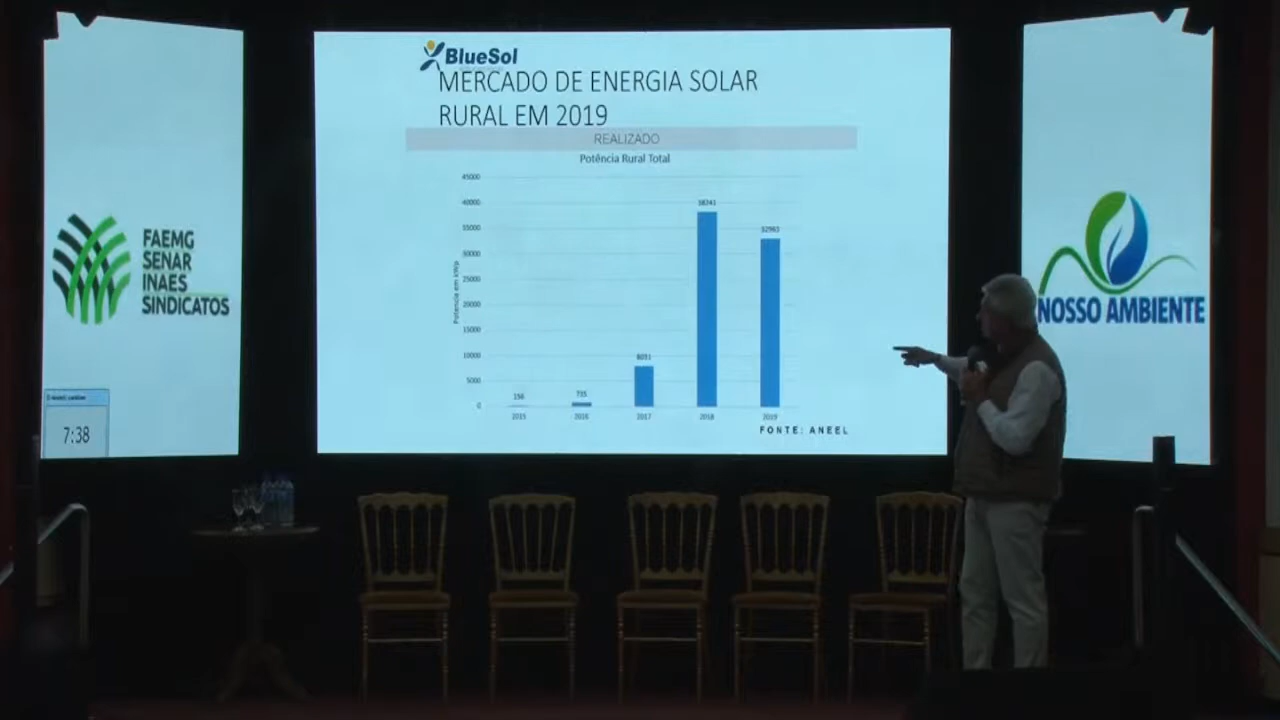 BlueSol
MERCADO DE ENERGIA SOLAR
RURAL EM 2019
REALIZADO
Potência Rural Total
45000
40000
35000
30000
25000
20000
15000
10000
5000
0
Potencia em kWp
156
735
8031
38241
32963
2015
2016
2017
2018
2019
FONTE: ANEEL
FAEMG
SENAR
INAES
SINDICATOS
7:38
NOSSO AMBIENTE